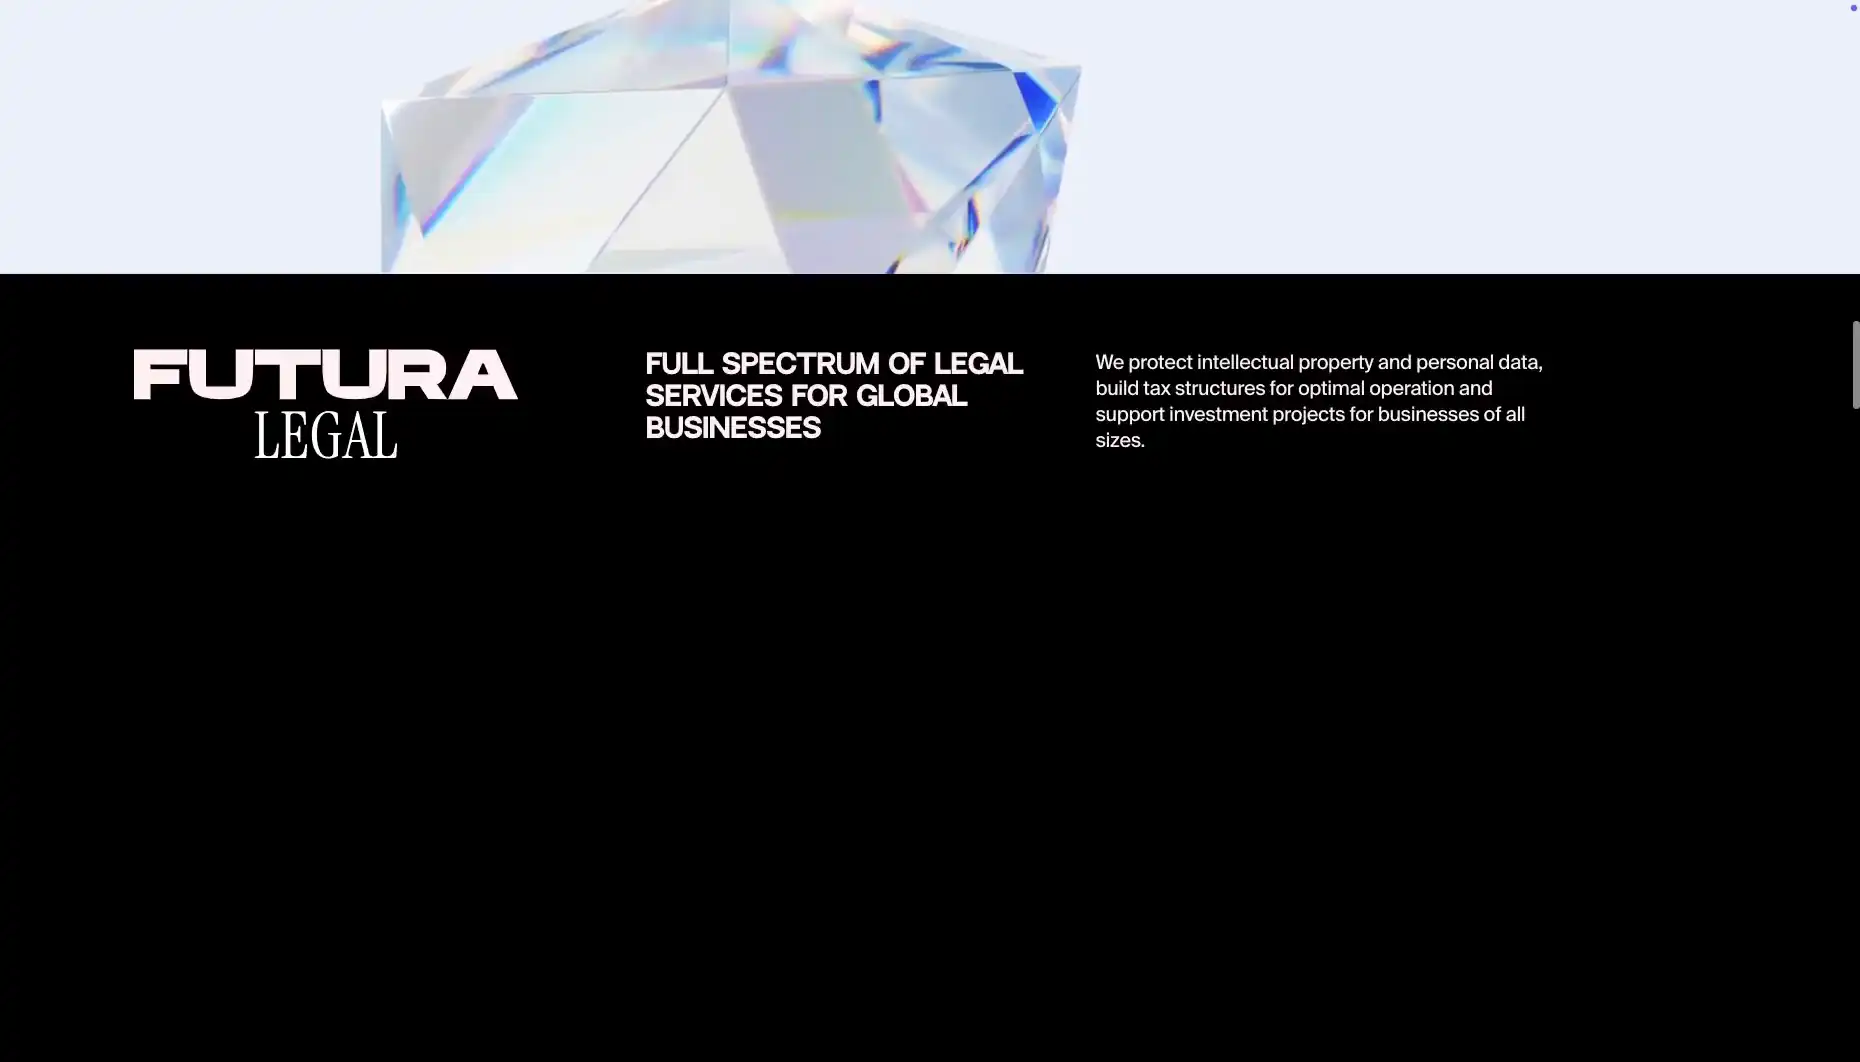 FUTURA
LEGAL
FULL SPECTRUM OF LEGAL
SERVICES FOR GLOBAL
BUSINESSES
We protect intellectual property and personal data,
build tax structures for optimal operation and
support investment projects for businesses of all
sizes.